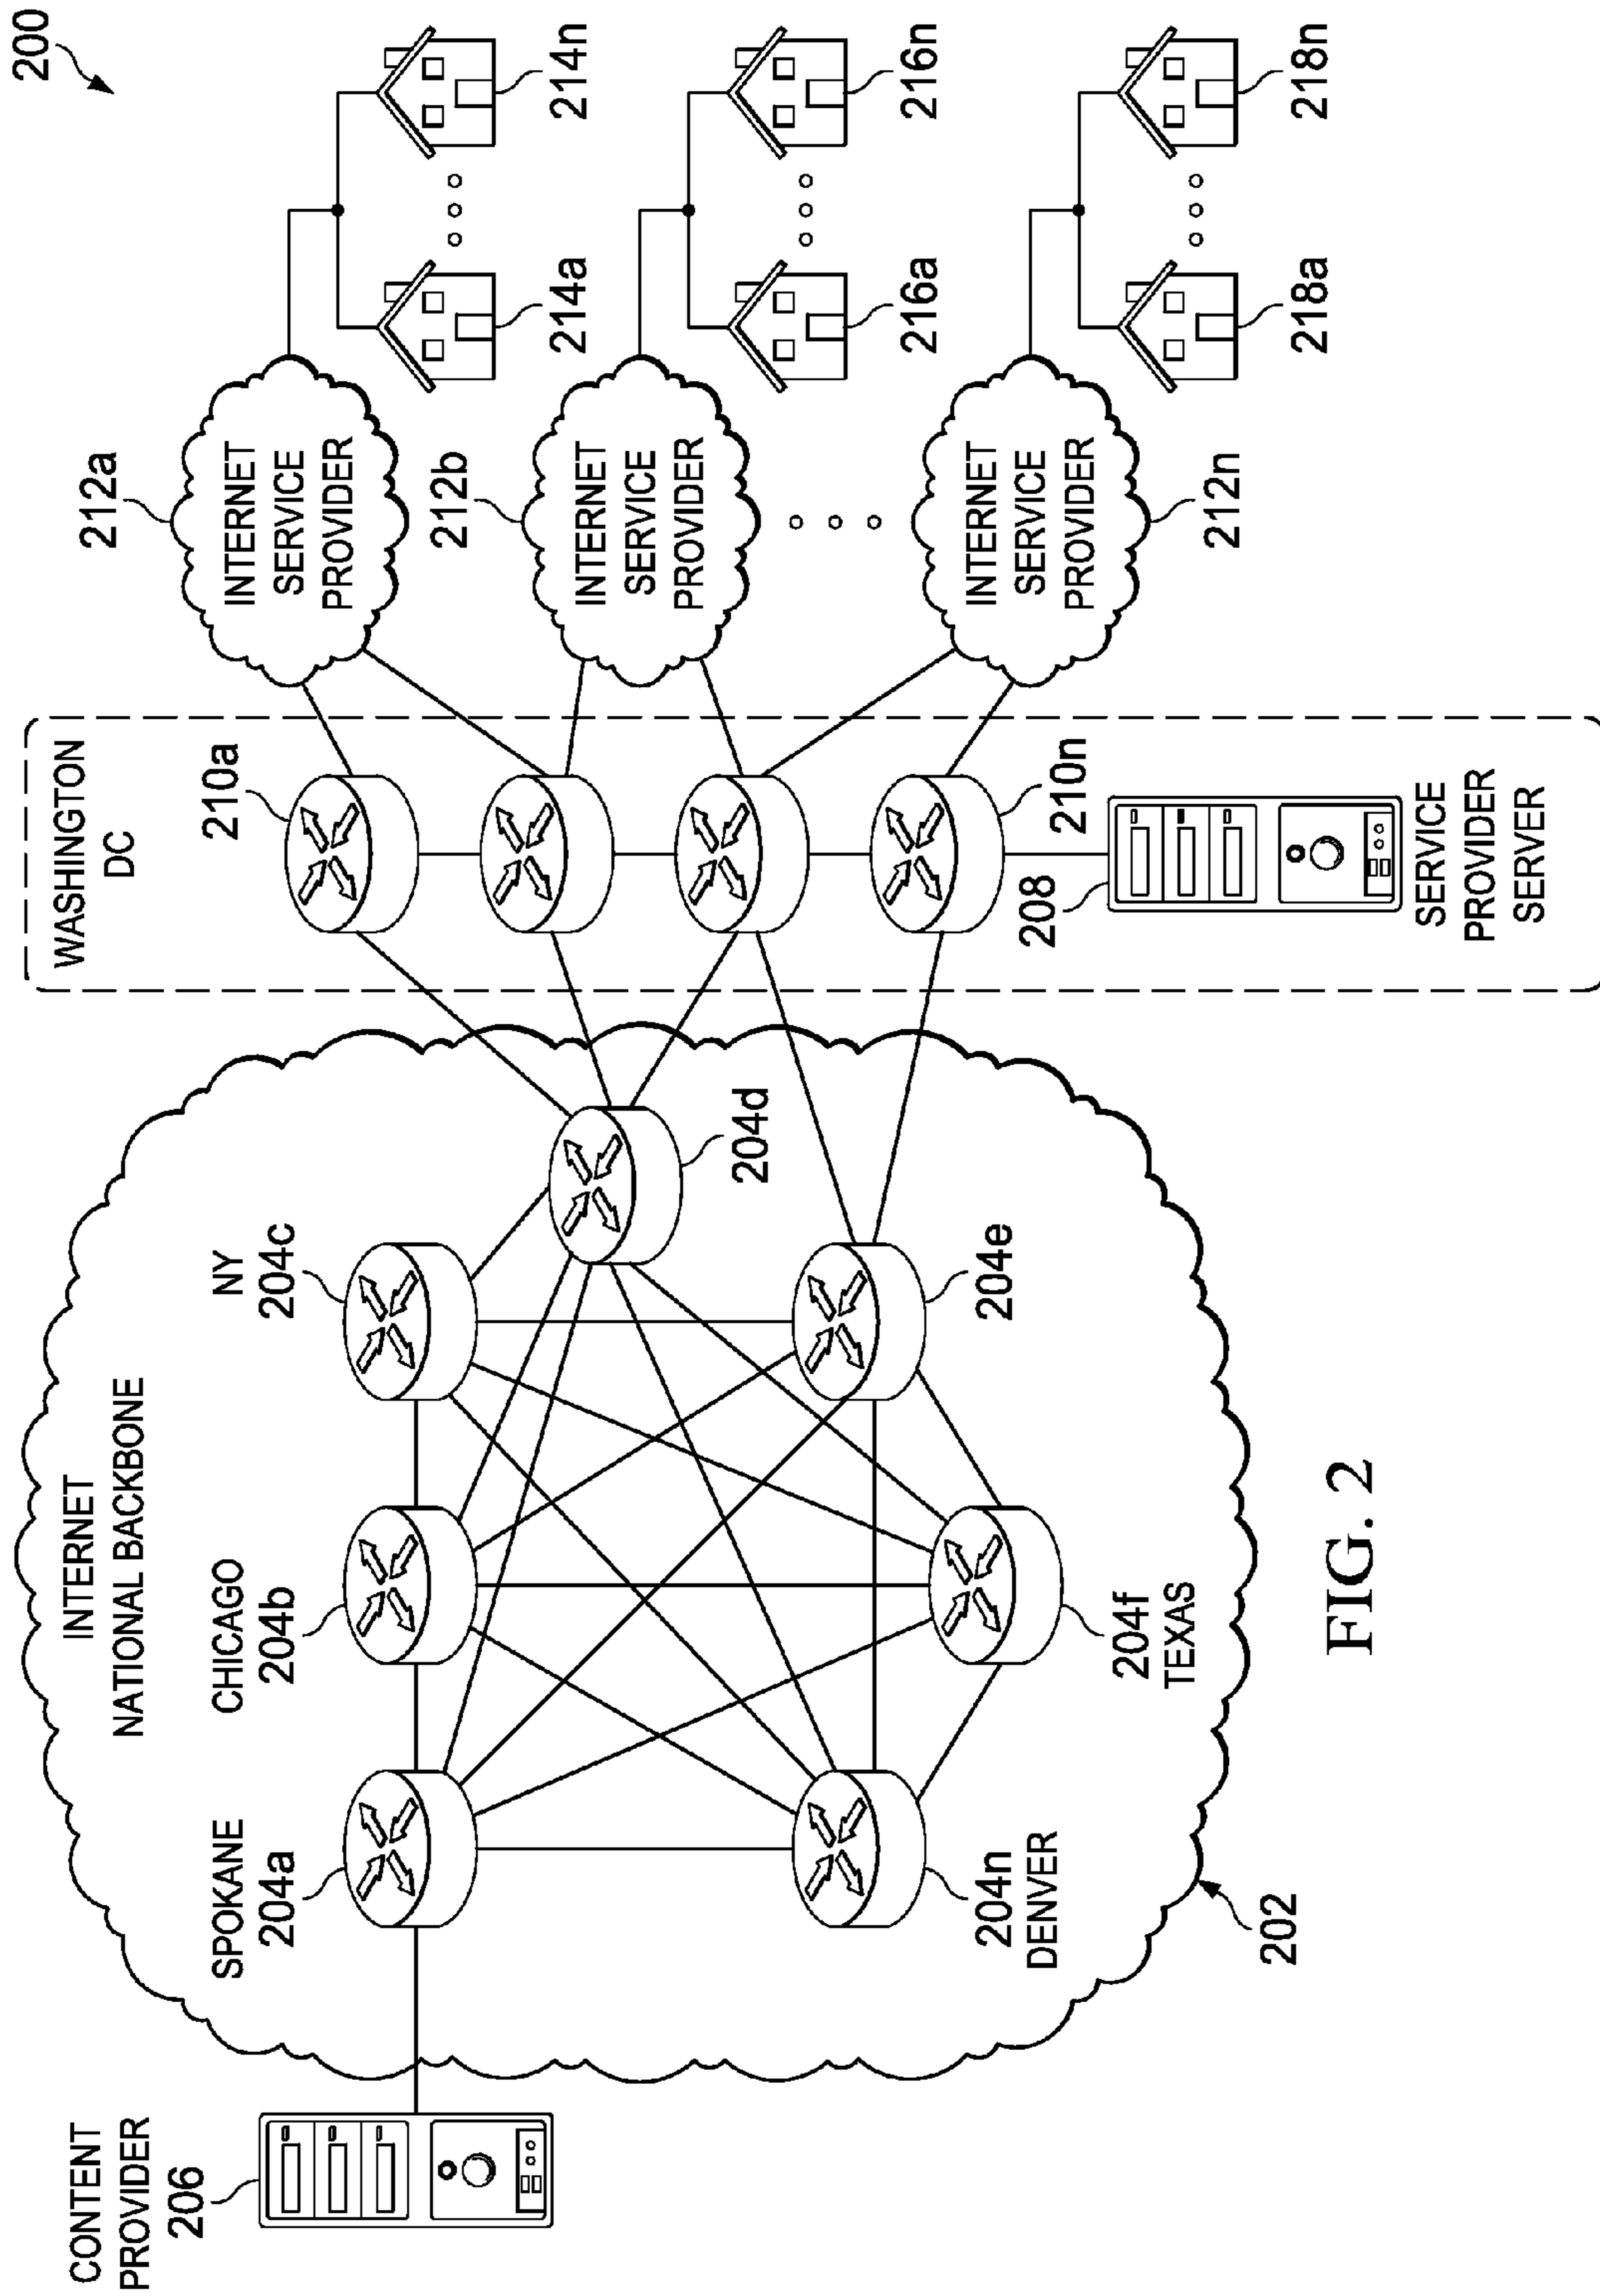 200
CONTENT
PROVIDER
206
INTERNET
NATIONAL BACKBONE
SPOKANE
204a
CHICAGO
204b
NY
204c
204d
204e
204n
DENVER
204f
TEXAS
202
WASHINGTON
DC
210a
210n
208
SERVICE
PROVIDER
SERVER
212a
INTERNET
SERVICE
PROVIDER
212b
INTERNET
SERVICE
PROVIDER
INTERNET
SERVICE
PROVIDER
212n
214a
214n
216a
216n
218a
218n
FIG. 2